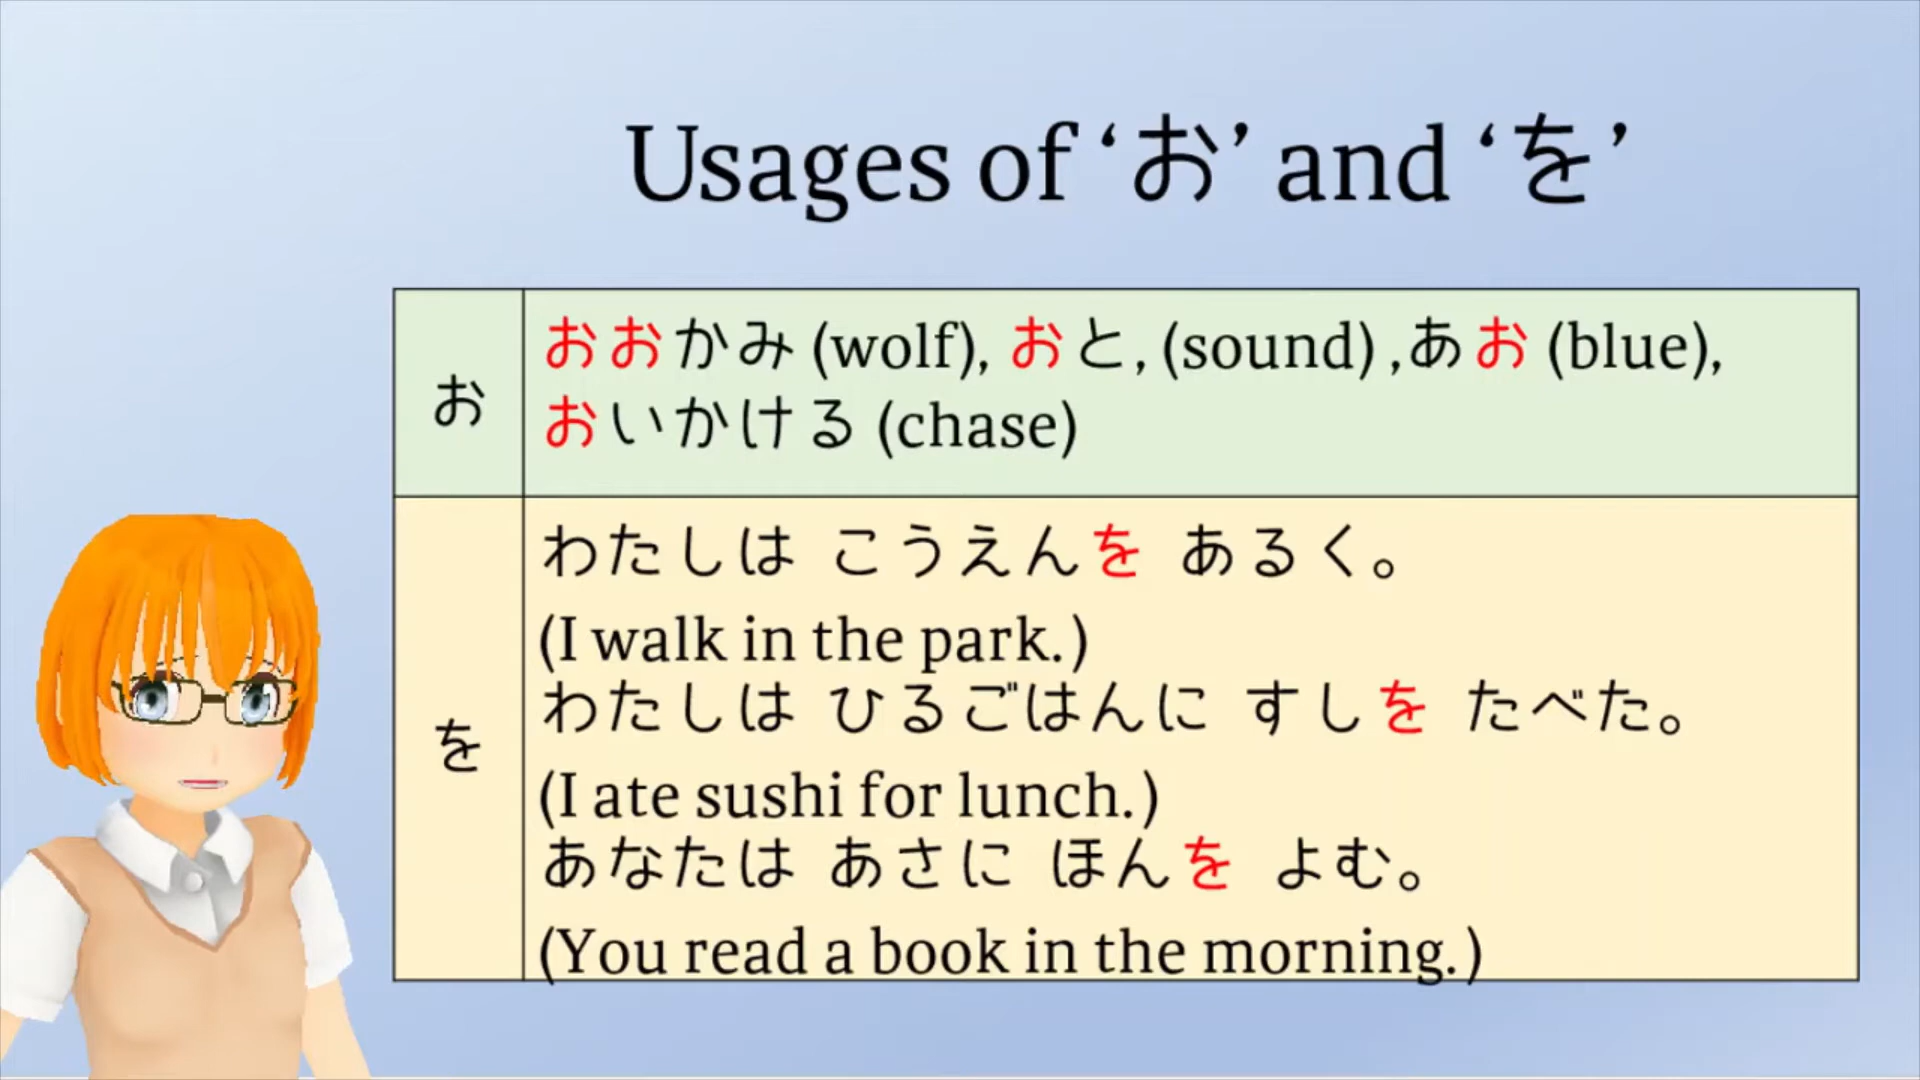 Usages of ‘お’ and ‘を’
お
おおかみ (wolf), おと, (sound) ,あお (blue),
おいかける (chase)
を
わたしは こうえんを あるく。
(I walk in the park.)
わたしは ひるごはんに すしを たべた。
(I ate sushi for lunch.)
あなたは あさに ほんを よむ。
(You read a book in the morning.)